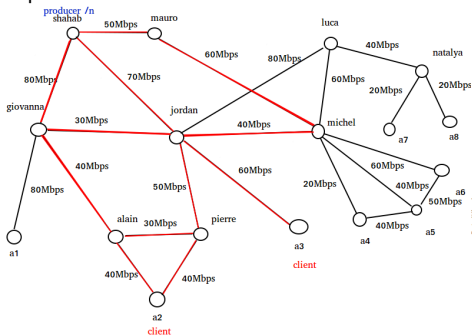 producer /n
shahab
mauro
luca
50Mbps
40Mbps
natalya
60Mbps
80Mbps
80Mbps
70Mbps
60Mbps
20Mbps
20Mbps
giovanna
jordan
30Mbps
40Mbps
michel
a7
a8
40Mbps
60Mbps
60Mbps
80Mbps
50Mbps
20Mbps
40Mbps
a6
50Mbps
alain
30Mbps
pierre
a1
a3
a4
40Mbps
a5
client
40Mbps
40Mbps
a2
client